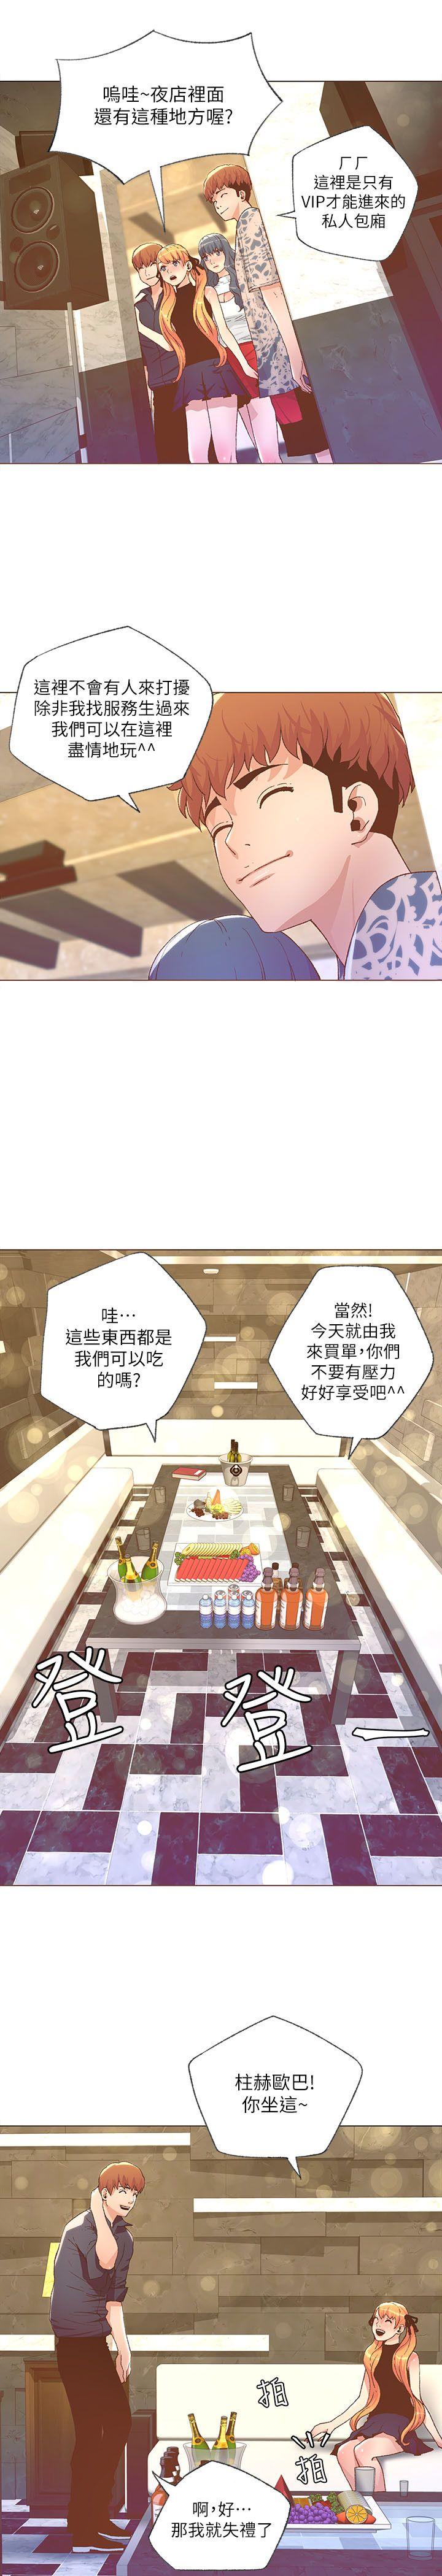 嗚哇~夜店裡面
還有這種地方喔?
ㄏㄏ
這裡是只有
VIP才能進來的
私人包廂
這裡不會有人來打擾
除非我找服務生過來
我們可以在這裡
盡情地玩^^
哇…
這些東西都是
我們可以吃
的嗎?
當然!
今天就由我
來買單,你們
不要有壓力
好好享受吧^^
登 登—
柱赫歐巴!
你坐這~
拍
拍
啊,好…
那我就失禮了